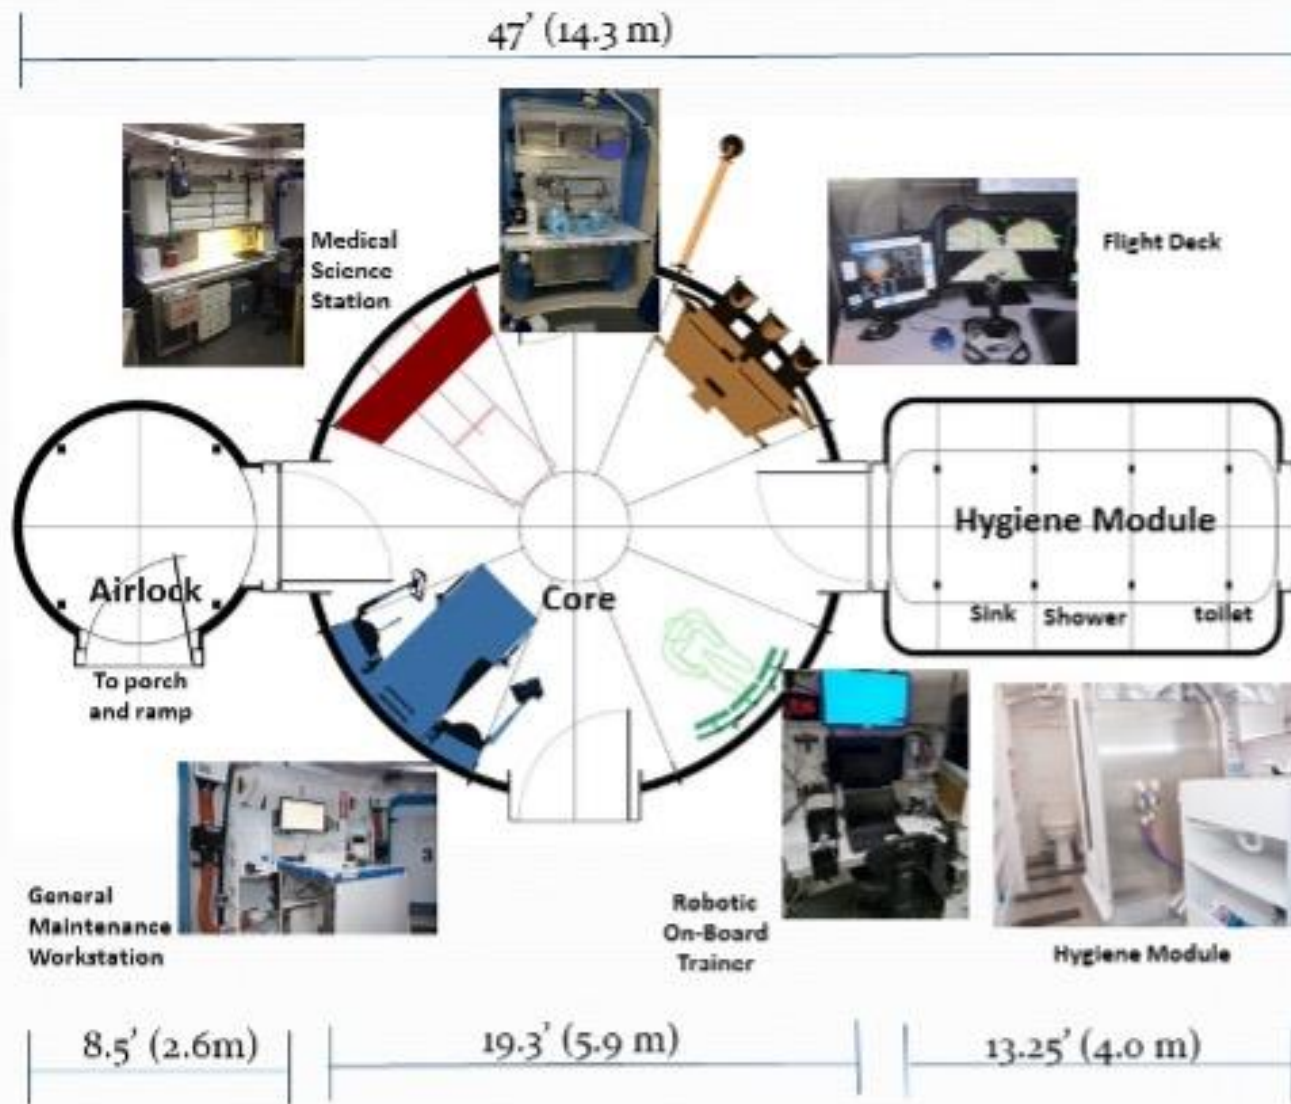 47' (14.3 m)
Medical
Science
Station
Flight Deck
Airlock
Core
Hygiene Module
Sink
Shower
toilet
To porch
and ramp
General
Maintenance
Workstation
Robotic
On-Board
Trainer
Hygiene Module
8.5' (2.6m)
19.3' (5.9 m)
13.25' (4.0 m)